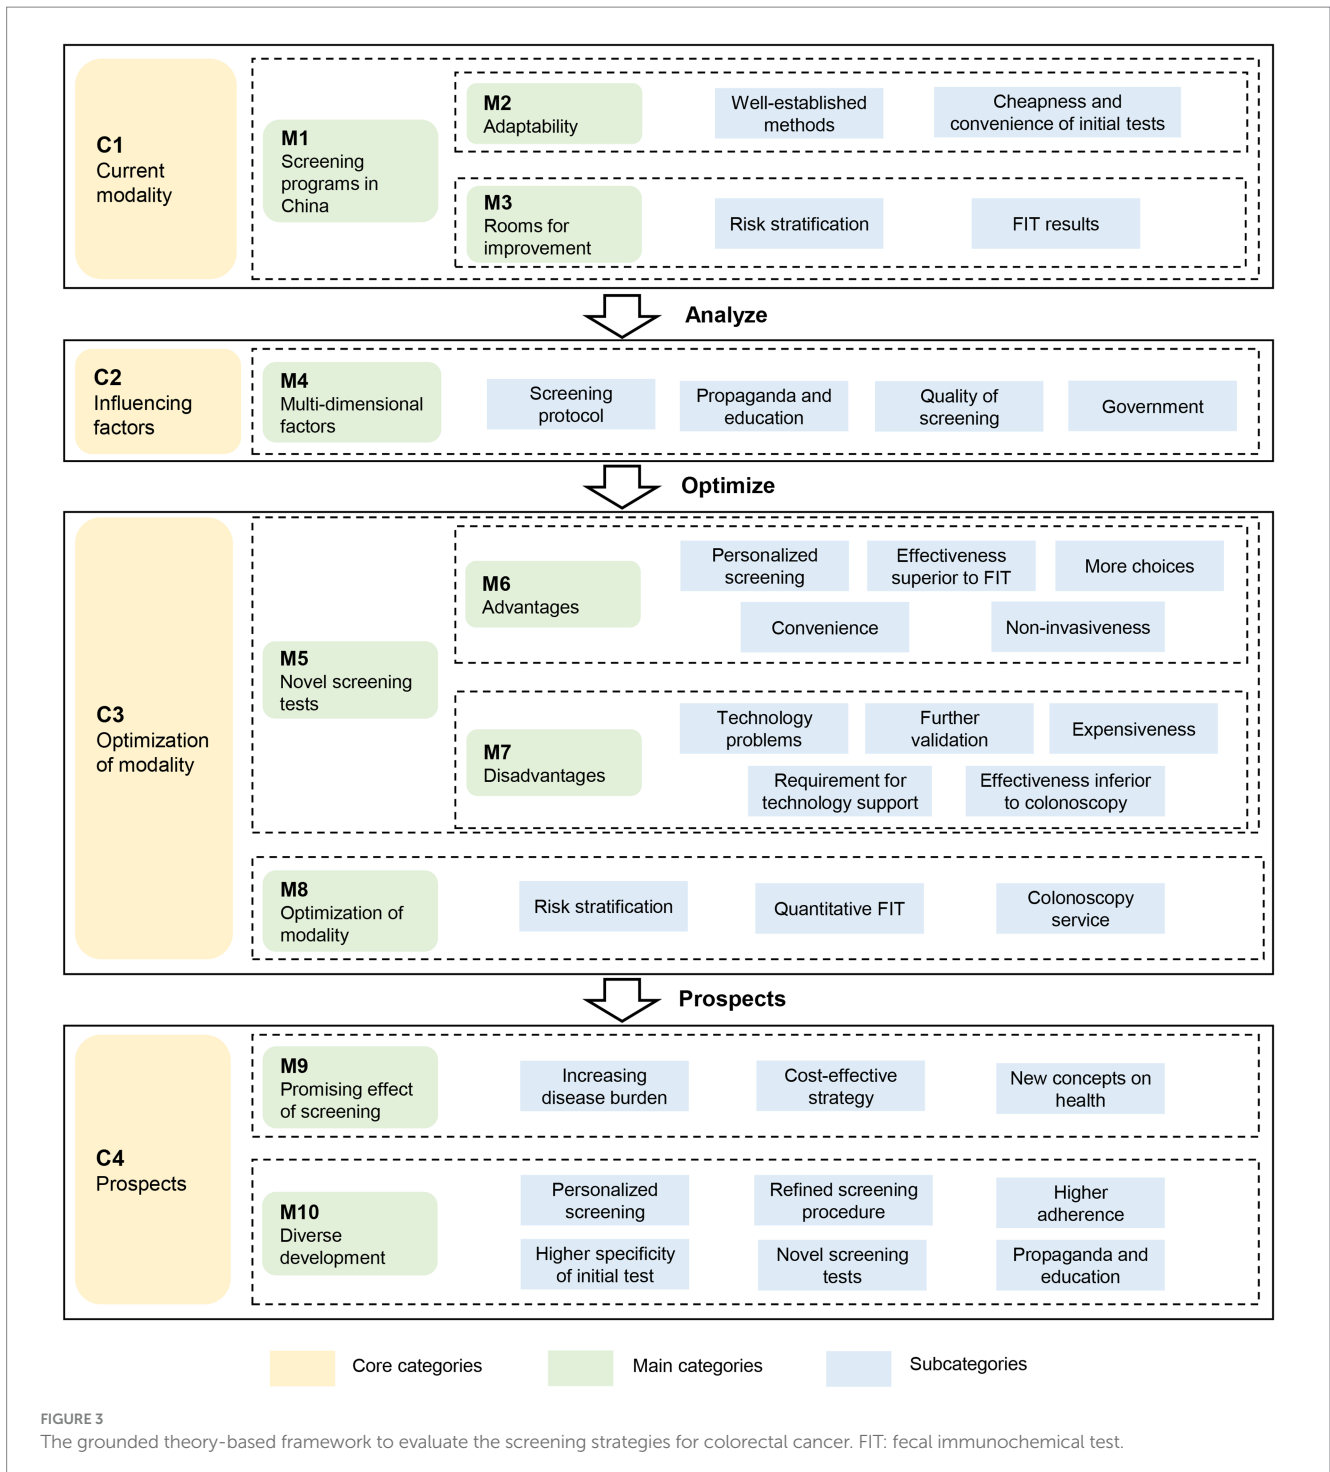 C1
Current
modality
M1
Screening
programs in
China
M2
Adaptability
Well-established
methods
Cheapness and
convenience of initial tests
M3
Rooms for
improvement
Risk stratification
FIT results
Analyze
C2
Influencing
factors
M4
Multi-dimensional
factors
Screening
protocol
Propaganda and
education
Quality of
screening
Government
Optimize
C3
Optimization
of modality
M5
Novel screening
tests
M6
Advantages
Personalized
screening
Effectiveness
superior to FIT
More choices
Convenience
Non-invasiveness
M7
Disadvantages
Technology
problems
Further
validation
Expensiveness
Requirement for
technology support
Effectiveness inferior
to colonoscopy
M8
Optimization of
modality
Risk stratification
Quantitative FIT
Colonoscopy
service
Prospects
C4
Prospects
M9
Promising effect
of screening
Increasing
disease burden
Cost-effective
strategy
New concepts on
health
M10
Diverse
development
Personalized
screening
Refined screening
procedure
Higher
adherence
Higher specificity
of initial test
Novel screening
tests
Propaganda and
education
Core categories
Main categories
Subcategories
FIGURE 3
The grounded theory-based framework to evaluate the screening strategies for colorectal cancer. FIT: fecal immunochemical test.